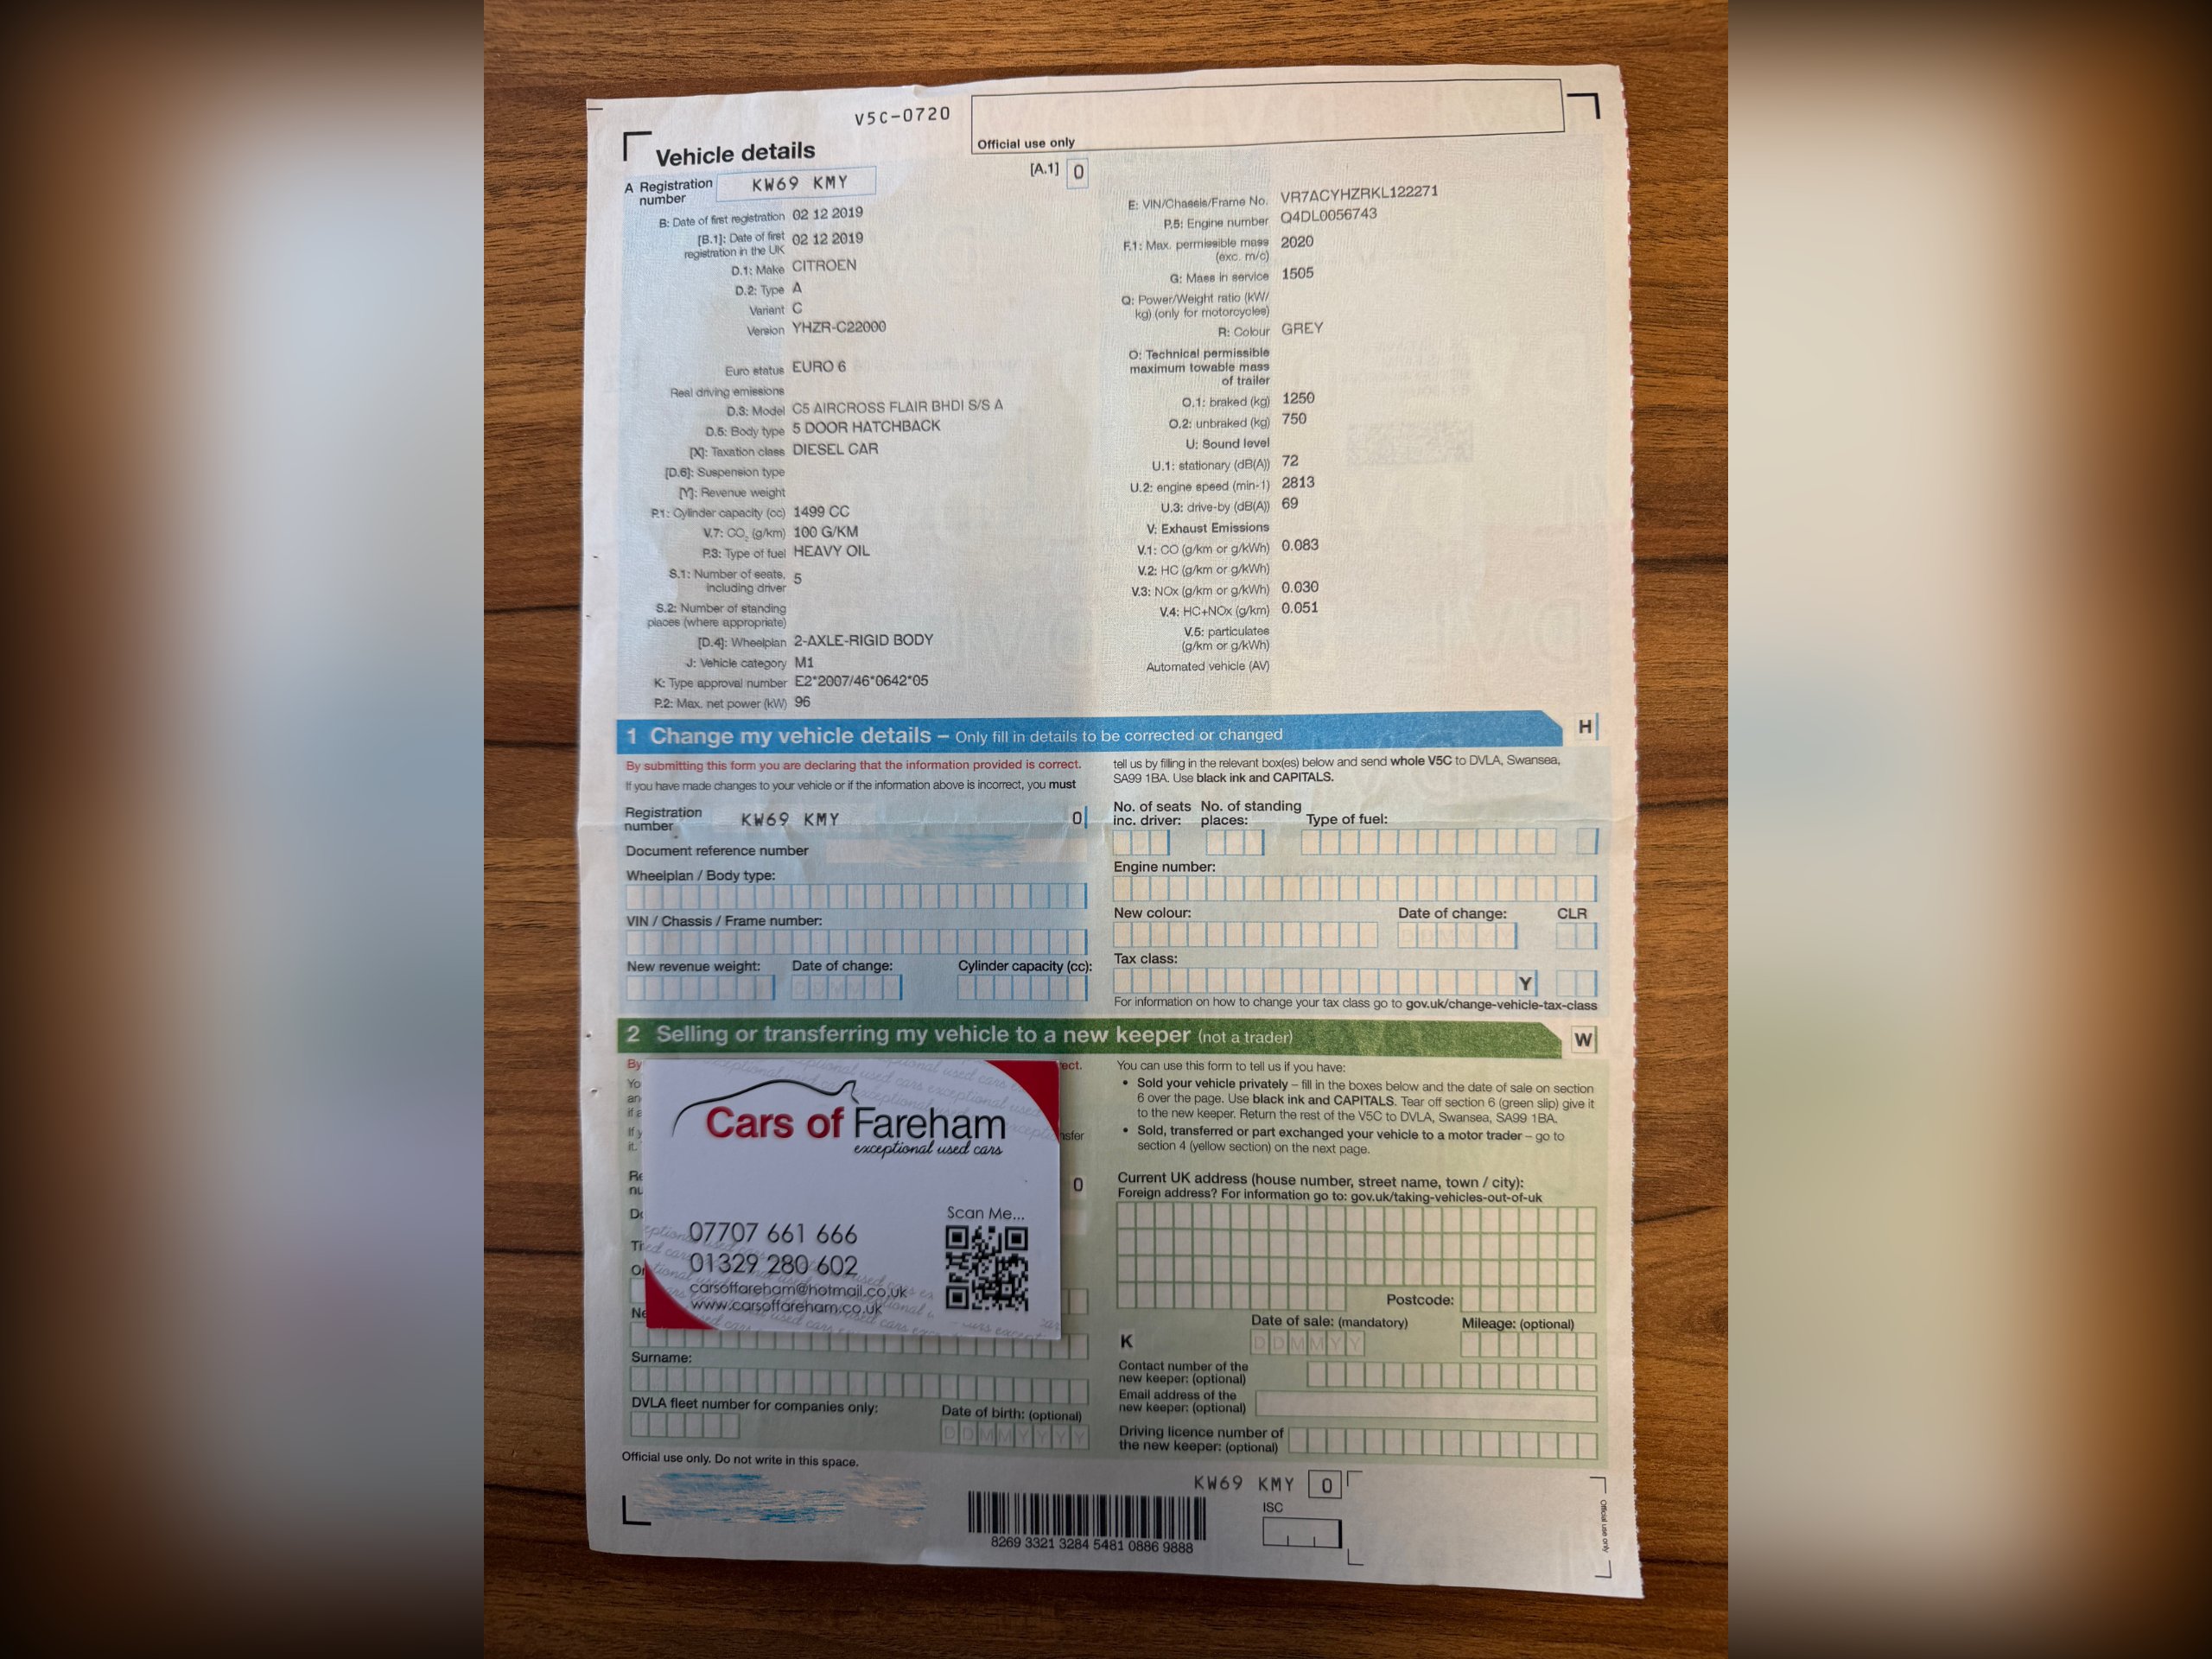 V5C-0720
Official use only
Vehicle details
[A.1] 0
A Registration number KW69 KMY
B: Date of first registration 02 12 2019
[B.1]: Date of first registration in the UK 02 12 2019
D.1: Make CITROEN
D.2: Type A
Variant C
Version YHZR-C22000
Euro status EURO 6
Real driving emissions
D.3: Model C5 AIRCROSS FLAIR BHDI S/S A
D.5: Body type 5 DOOR HATCHBACK
[X]: Taxation class DIESEL CAR
[D.6]: Suspension type
[Y]: Revenue weight
P.1: Cylinder capacity (cc) 1499 CC
V.7: CO2 (g/km) 100 G/KM
P.3: Type of fuel HEAVY OIL
S.1: Number of seats, including driver 5
S.2: Number of standing places (where appropriate)
[D.4]: Wheelplan 2-AXLE-RIGID BODY
J: Vehicle category M1
K: Type approval number E2*2007/46*0642*05
P.2: Max. net power (kW) 96
E: VIN/Chassis/Frame No. VR7ACYHZRKL122271
P.5: Engine number Q4DL0056743
F.1: Max. permissible mass (exc. m/c) 2020
G: Mass in service 1505
Q: Power/Weight ratio (kW/kg) (only for motorcycles)
R: Colour GREY
O: Technical permissible maximum towable mass of trailer
O.1: braked (kg) 1250
O.2: unbraked (kg) 750
U: Sound level
U.1: stationary (dB(A)) 72
U.2: engine speed (min-1) 2813
U.3: drive-by (dB(A)) 69
V: Exhaust Emissions
V.1: CO (g/km or g/kWh) 0.083
V.2: HC (g/km or g/kWh)
V.3: NOx (g/km or g/kWh) 0.030
V.4: HC+NOx (g/km) 0.051
V.5: particulates (g/km or g/kWh)
Automated vehicle (AV)
1 Change my vehicle details – Only fill in details to be corrected or changed
H
By submitting this form you are declaring that the information provided is correct.
If you have made changes to your vehicle or if the information above is incorrect, you must
tell us by filling in the relevant box(es) below and send whole V5C to DVLA, Swansea,
SA99 1BA. Use black ink and CAPITALS.
Registration number KW69 KMY 0
Document reference number
Wheelplan / Body type:
VIN / Chassis / Frame number:
New revenue weight: Date of change: Cylinder capacity (cc):
No. of seats inc. driver: No. of standing places: Type of fuel:
Engine number:
New colour: Date of change: CLR
DDMMYY
Tax class:
Y
For information on how to change your tax class go to gov.uk/change-vehicle-tax-class
2 Selling or transferring my vehicle to a new keeper (not a trader)
W
By ect.
Yo
an
if a
If y nsfer
it.
Re
nu 0
Do
Ti
Or
Ne
Cars of Fareham
exceptional used cars
Scan Me...
07707 661 666
01329 280 602
carsoffareham@hotmail.co.uk
www.carsoffareham.co.uk
Surname:
DVLA fleet number for companies only: Date of birth: (optional)
DDMMYYYY
You can use this form to tell us if you have:
• Sold your vehicle privately – fill in the boxes below and the date of sale on section
6 over the page. Use black ink and CAPITALS. Tear off section 6 (green slip) give it
to the new keeper. Return the rest of the V5C to DVLA, Swansea, SA99 1BA.
• Sold, transferred or part exchanged your vehicle to a motor trader – go to
section 4 (yellow section) on the next page.
Current UK address (house number, street name, town / city):
Foreign address? For information go to: gov.uk/taking-vehicles-out-of-uk
Postcode:
Date of sale: (mandatory) Mileage: (optional)
K DDMMYY
Contact number of the new keeper: (optional)
Email address of the new keeper: (optional)
Driving licence number of the new keeper: (optional)
Official use only. Do not write in this space.
KW69 KMY 0
ISC
8269 3321 3284 5481 0886 9888
Official use only